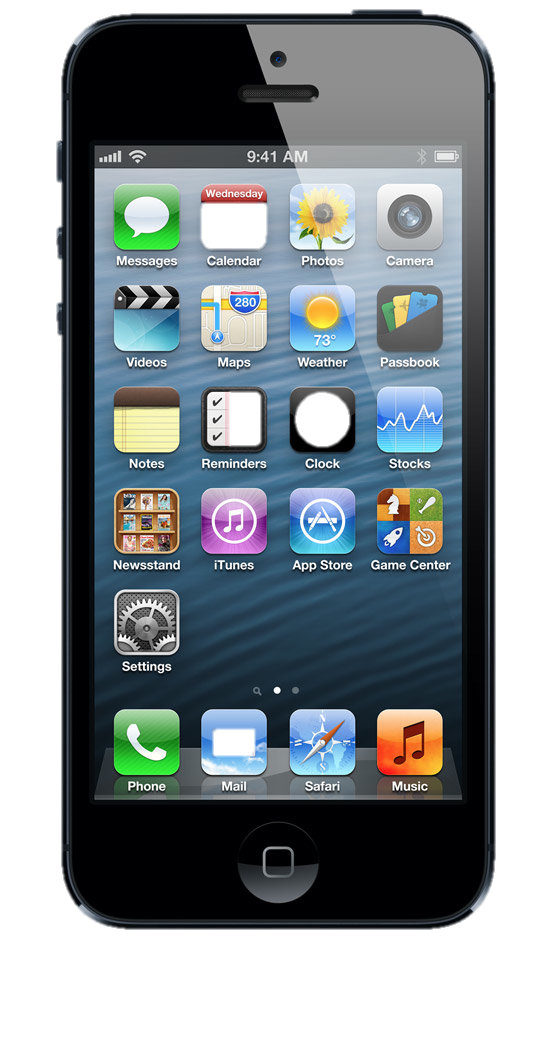 9:41 AM
Wednesday
Messages Calendar Photos Camera
280
73°
Videos Maps Weather Passbook
Notes Reminders Clock Stocks
Newsstand iTunes App Store Game Center
Settings
Phone Mail Safari Music